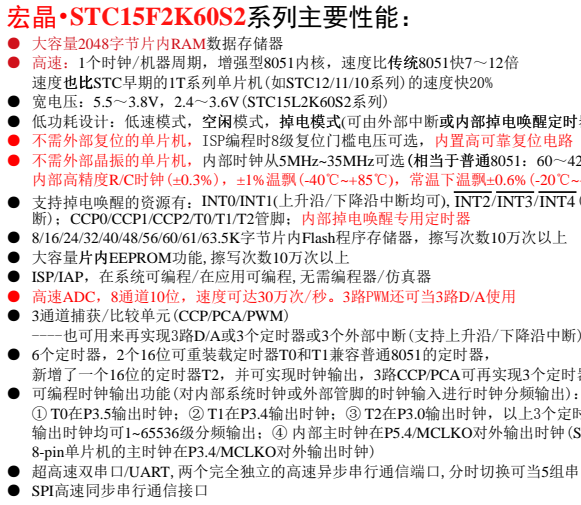 宏晶•STC15F2K60S2系列主要性能：
● 大容量2048字节片内RAM数据存储器
● 高速：1个时钟/机器周期，增强型8051内核，速度比传统8051快7～12倍
速度也比STC早期的1T系列单片机(如STC12/11/10系列)的速度快20%
● 宽电压：5.5～3.8V，2.4～3.6V(STC15L2K60S2系列)
● 低功耗设计：低速模式，空闲模式，掉电模式(可由外部中断或内部掉电唤醒定时
● 不需外部复位的单片机，ISP编程时8级复位门槛电压可选，内置高可靠复位电路
● 不需外部晶振的单片机，内部时钟从5MHz~35MHz可选(相当于普通8051：60～42
内部高精度R/C时钟(±0.3%)，±1%温飘(-40℃~+85℃)，常温下温飘±0.6%(-20℃~
● 支持掉电唤醒的资源有：INT0/INT1(上升沿/下降沿中断均可), INT2/INT3/INT4(
断)；CCP0/CCP1/CCP2/T0/T1/T2管脚；内部掉电唤醒专用定时器
● 8/16/24/32/40/48/56/60/61/63.5K字节片内Flash程序存储器，擦写次数10万次以上
● 大容量片内EEPROM功能,擦写次数10万次以上
● ISP/IAP，在系统可编程/在应用可编程,无需编程器/仿真器
● 高速ADC，8通道10位，速度可达30万次/秒。3路PWM还可当3路D/A使用
● 3通道捕获/比较单元(CCP/PCA/PWM)
----也可用来再实现3路D/A或3个定时器或3个外部中断(支持上升沿/下降沿中断)
● 6个定时器，2个16位可重装载定时器T0和T1兼容普通8051的定时器，
新增了一个16位的定时器T2，并可实现时钟输出，3路CCP/PCA可再实现3个定时
● 可编程时钟输出功能(对内部系统时钟或外部管脚的时钟输入进行时钟分频输出)：
① T0在P3.5输出时钟；② T1在P3.4输出时钟；③ T2在P3.0输出时钟，以上3个定时
输出时钟均可1~65536级分频输出；④ 内部主时钟在P5.4/MCLKO对外输出时钟(S
8-pin单片机的主时钟在P3.4/MCLKO对外输出时钟)
● 超高速双串口/UART,两个完全独立的高速异步串行通信端口,分时切换可当5组串
● SPI高速同步串行通信接口